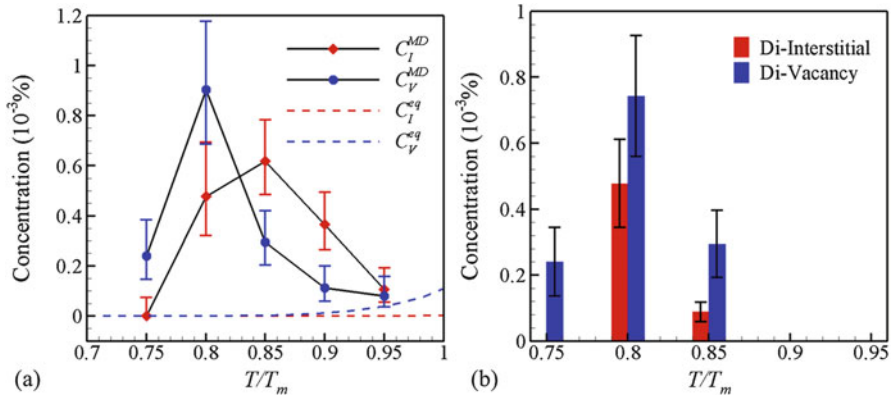 1.2
1
0.8
0.6
0.4
0.2
0
Concentration (10⁻³%)
C_I^MD
C_V^MD
C_I^eq
C_V^eq
0.7 0.75 0.8 0.85 0.9 0.95 1
(a) T/T_m
1
0.8
0.6
0.4
0.2
0
Concentration (10⁻³%)
Di-Interstitial
Di-Vacancy
0.75 0.8 0.85 0.9 0.95
(b) T/T_m